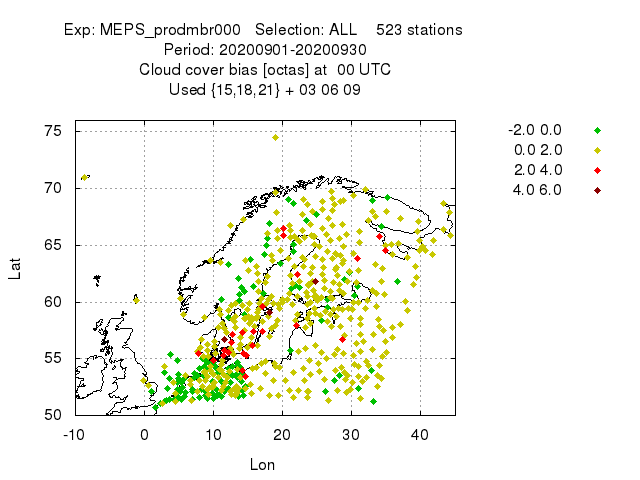 Exp: MEPS_prodmbr000 Selection: ALL 523 stations
Period: 20200901-20200930
Cloud cover bias [octas] at 00 UTC
Used {15,18,21} + 03 06 09
-2.0 0.0
0.0 2.0
2.0 4.0
4.0 6.0
75
70
65
60
55
50
Lat
-10 0 10 20 30 40
Lon